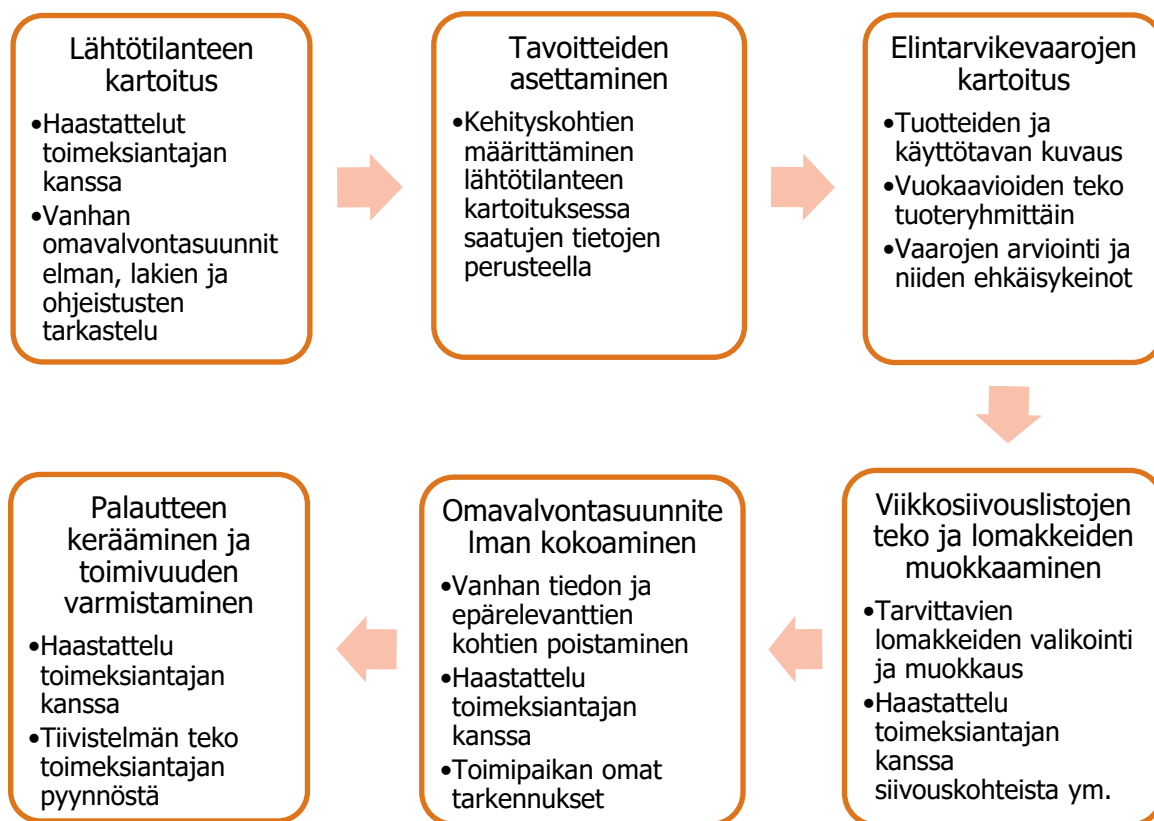 Lähtötilanteen
kartoitus
•Haastattelut
toimeksiantajan
kanssa
•Vanhan
omavalvontasuunnit
elman, lakien ja
ohjeistusten
tarkastelu
Tavoitteiden
asettaminen
•Kehityskohtien
määrittäminen
lähtötilanteen
kartoituksessa
saatujen tietojen
perusteella
Elintarvikevaarojen
kartoitus
•Tuotteiden ja
käyttötavan kuvaus
•Vuokaavioiden teko
tuoteryhmittäin
•Vaarojen arviointi ja
niiden ehkäisykeinot
Viikkosiivouslistojen
teko ja lomakkeiden
muokkaaminen
•Tarvittavien
lomakkeiden valikointi
ja muokkaus
•Haastattelu
toimeksiantajan
kanssa
siivouskohteista ym.
Omavalvontasuunnite
lman kokoaminen
•Vanhan tiedon ja
epärelevanttien
kohtien poistaminen
•Haastattelu
toimeksiantajan
kanssa
•Toimipaikan omat
tarkennukset
Palautteen
kerääminen ja
toimivuuden
varmistaminen
•Haastattelu
toimeksiantajan
kanssa
•Tiivistelmän teko
toimeksiantajan
pyynnöstä